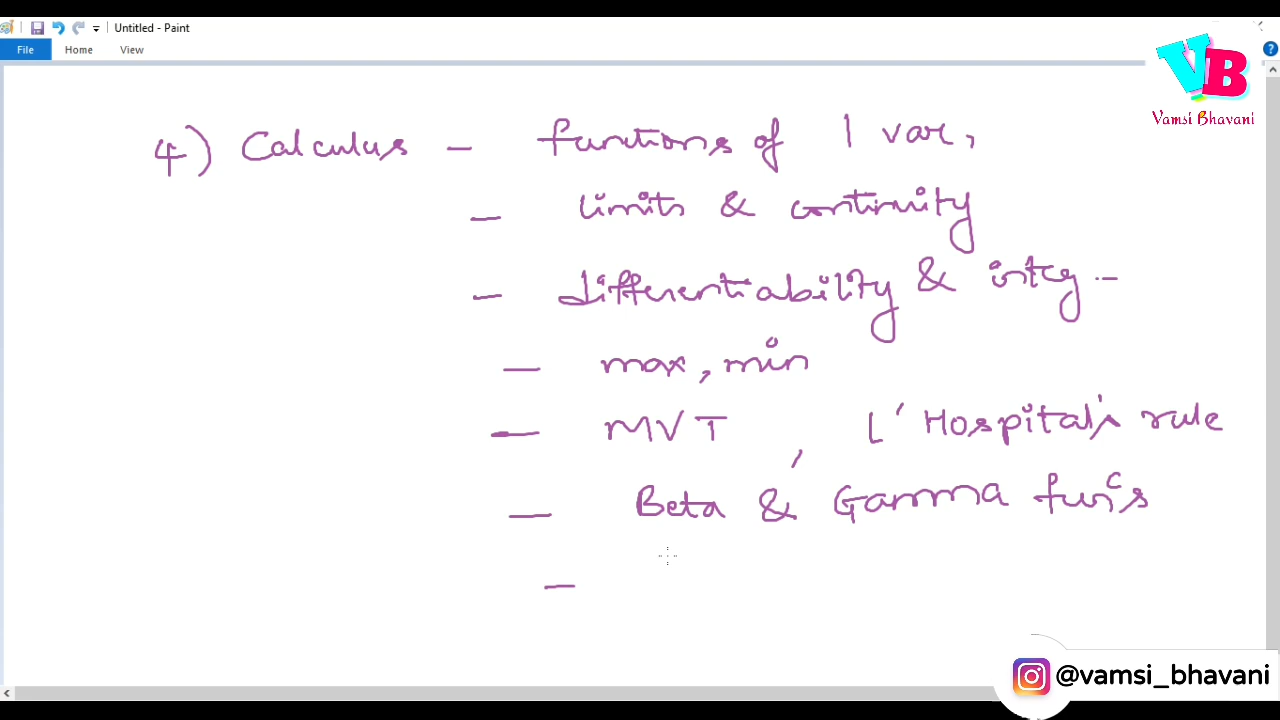 Untitled - Paint
File Home View
VB
Vamsi Bhavani
4) Calculus - functions of 1 var,
- limits & continuity
- differentiability & integ -
- max, min
- MVT, L'Hospital's rule
- Beta & Gamma funcs
-
@vamsi_bhavani